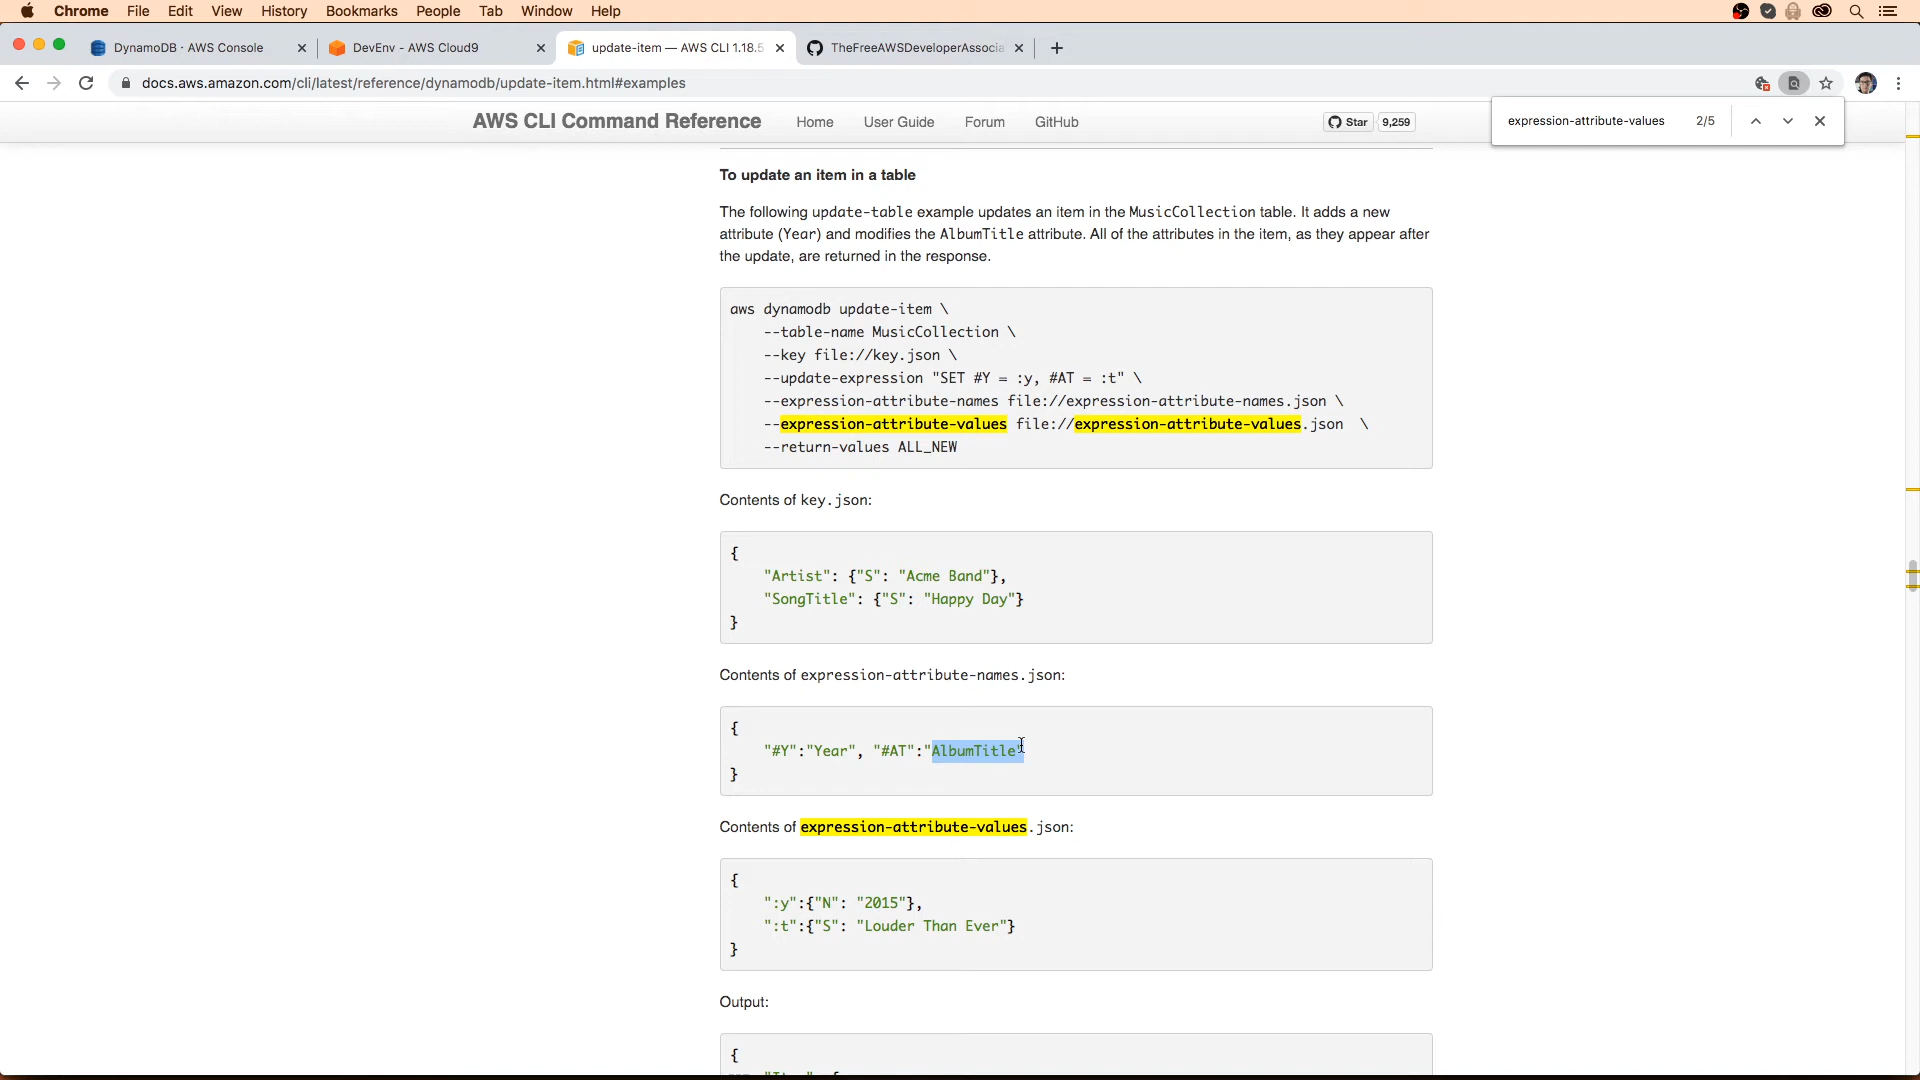 Chrome File Edit View History Bookmarks People Tab Window Help
DynamoDB · AWS Console
DevEnv - AWS Cloud9
update-item — AWS CLI 1.18.5
TheFreeAWSDeveloperAssocia
docs.aws.amazon.com/cli/latest/reference/dynamodb/update-item.html#examples
AWS CLI Command Reference Home User Guide Forum GitHub
Star 9,259
expression-attribute-values 2/5
To update an item in a table
The following update-table example updates an item in the MusicCollection table. It adds a new
attribute (Year) and modifies the AlbumTitle attribute. All of the attributes in the item, as they appear after
the update, are returned in the response.
aws dynamodb update-item \
--table-name MusicCollection \
--key file://key.json \
--update-expression "SET #Y = :y, #AT = :t" \
--expression-attribute-names file://expression-attribute-names.json \
--expression-attribute-values file://expression-attribute-values.json \
--return-values ALL_NEW
Contents of key.json:
{
"Artist": {"S": "Acme Band"},
"SongTitle": {"S": "Happy Day"}
}
Contents of expression-attribute-names.json:
{
"#Y":"Year", "#AT":"AlbumTitle"
}
Contents of expression-attribute-values.json:
{
":y":{"N": "2015"},
":t":{"S": "Louder Than Ever"}
}
Output:
{